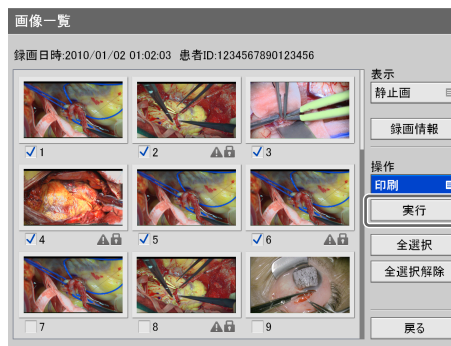 画像一覧
録画日時:2010/01/02 01:02:03 患者ID:1234567890123456
表示
静止画
録画情報
操作
印刷
実行
全選択
全選択解除
戻る
1
2
3
4
5
6
7
8
9